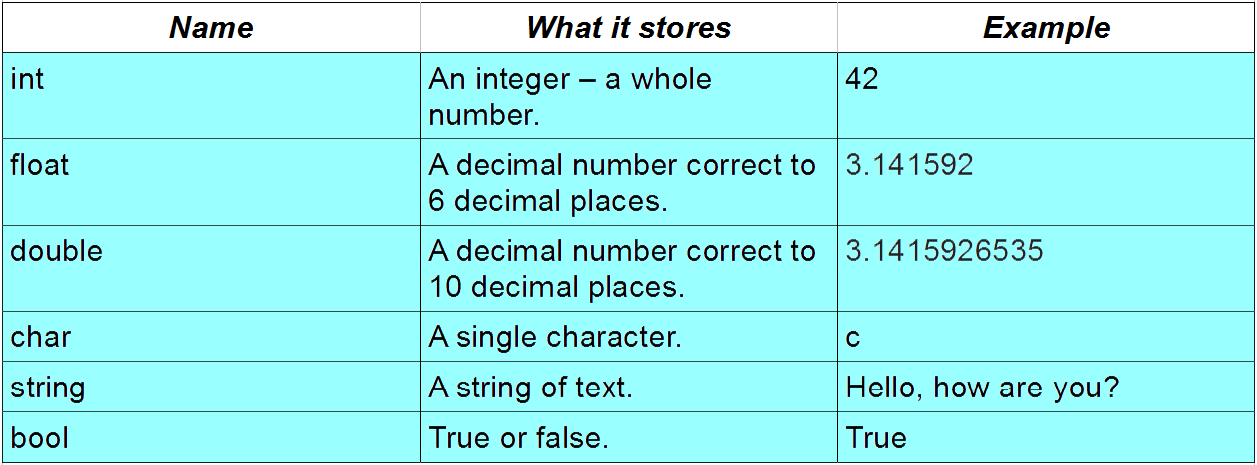 Name What it stores Example
int An integer – a whole number. 42
float A decimal number correct to 6 decimal places. 3.141592
double A decimal number correct to 10 decimal places. 3.1415926535
char A single character. c
string A string of text. Hello, how are you?
bool True or false. True